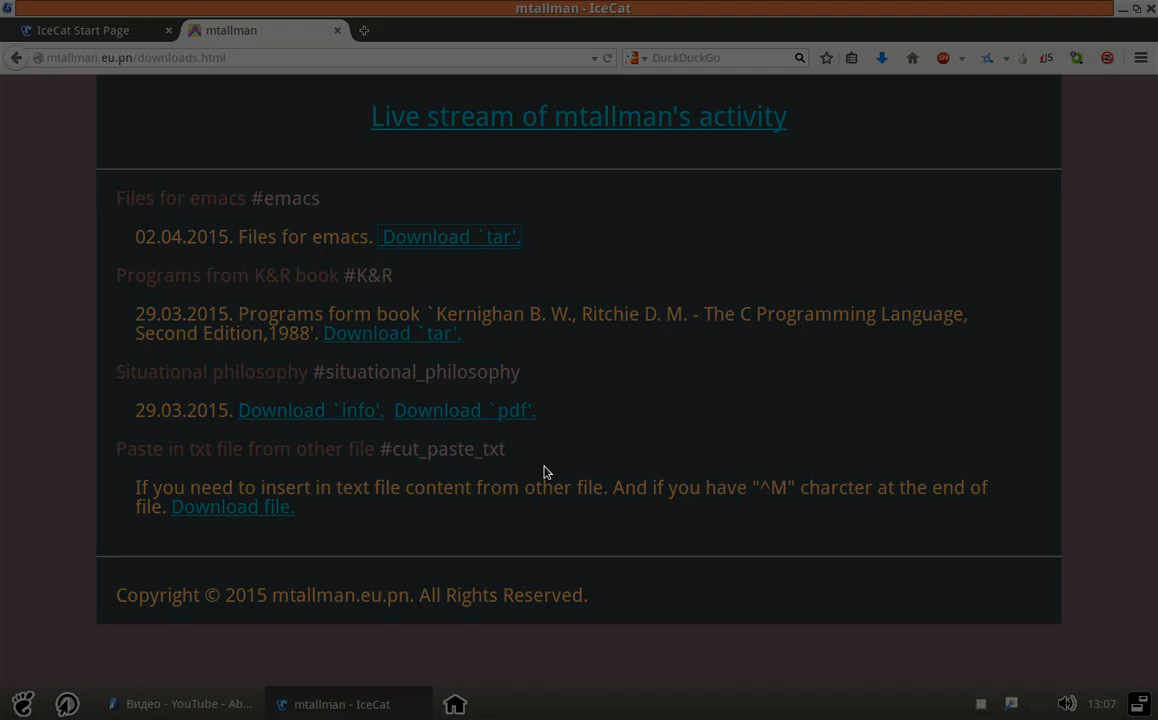 mtallman - IceCat
IceCat Start Page
mtallman
mtallman.eu.pn/downloads.html
DuckDuckGo
Live stream of mtallman's activity
Files for emacs #emacs
02.04.2015. Files for emacs. Download `tar'.
Programs from K&R book #K&R
29.03.2015. Programs form book `Kernighan B. W., Ritchie D. M. - The C Programming Language,
Second Edition,1988'. Download `tar'.
Situational philosophy #situational_philosophy
29.03.2015. Download `info'. Download `pdf'.
Paste in txt file from other file #cut_paste_txt
If you need to insert in text file content from other file. And if you have "^M" charcter at the end of
file. Download file.
Copyright © 2015 mtallman.eu.pn. All Rights Reserved.
Видео - YouTube - Ab...
mtallman - IceCat
13:07